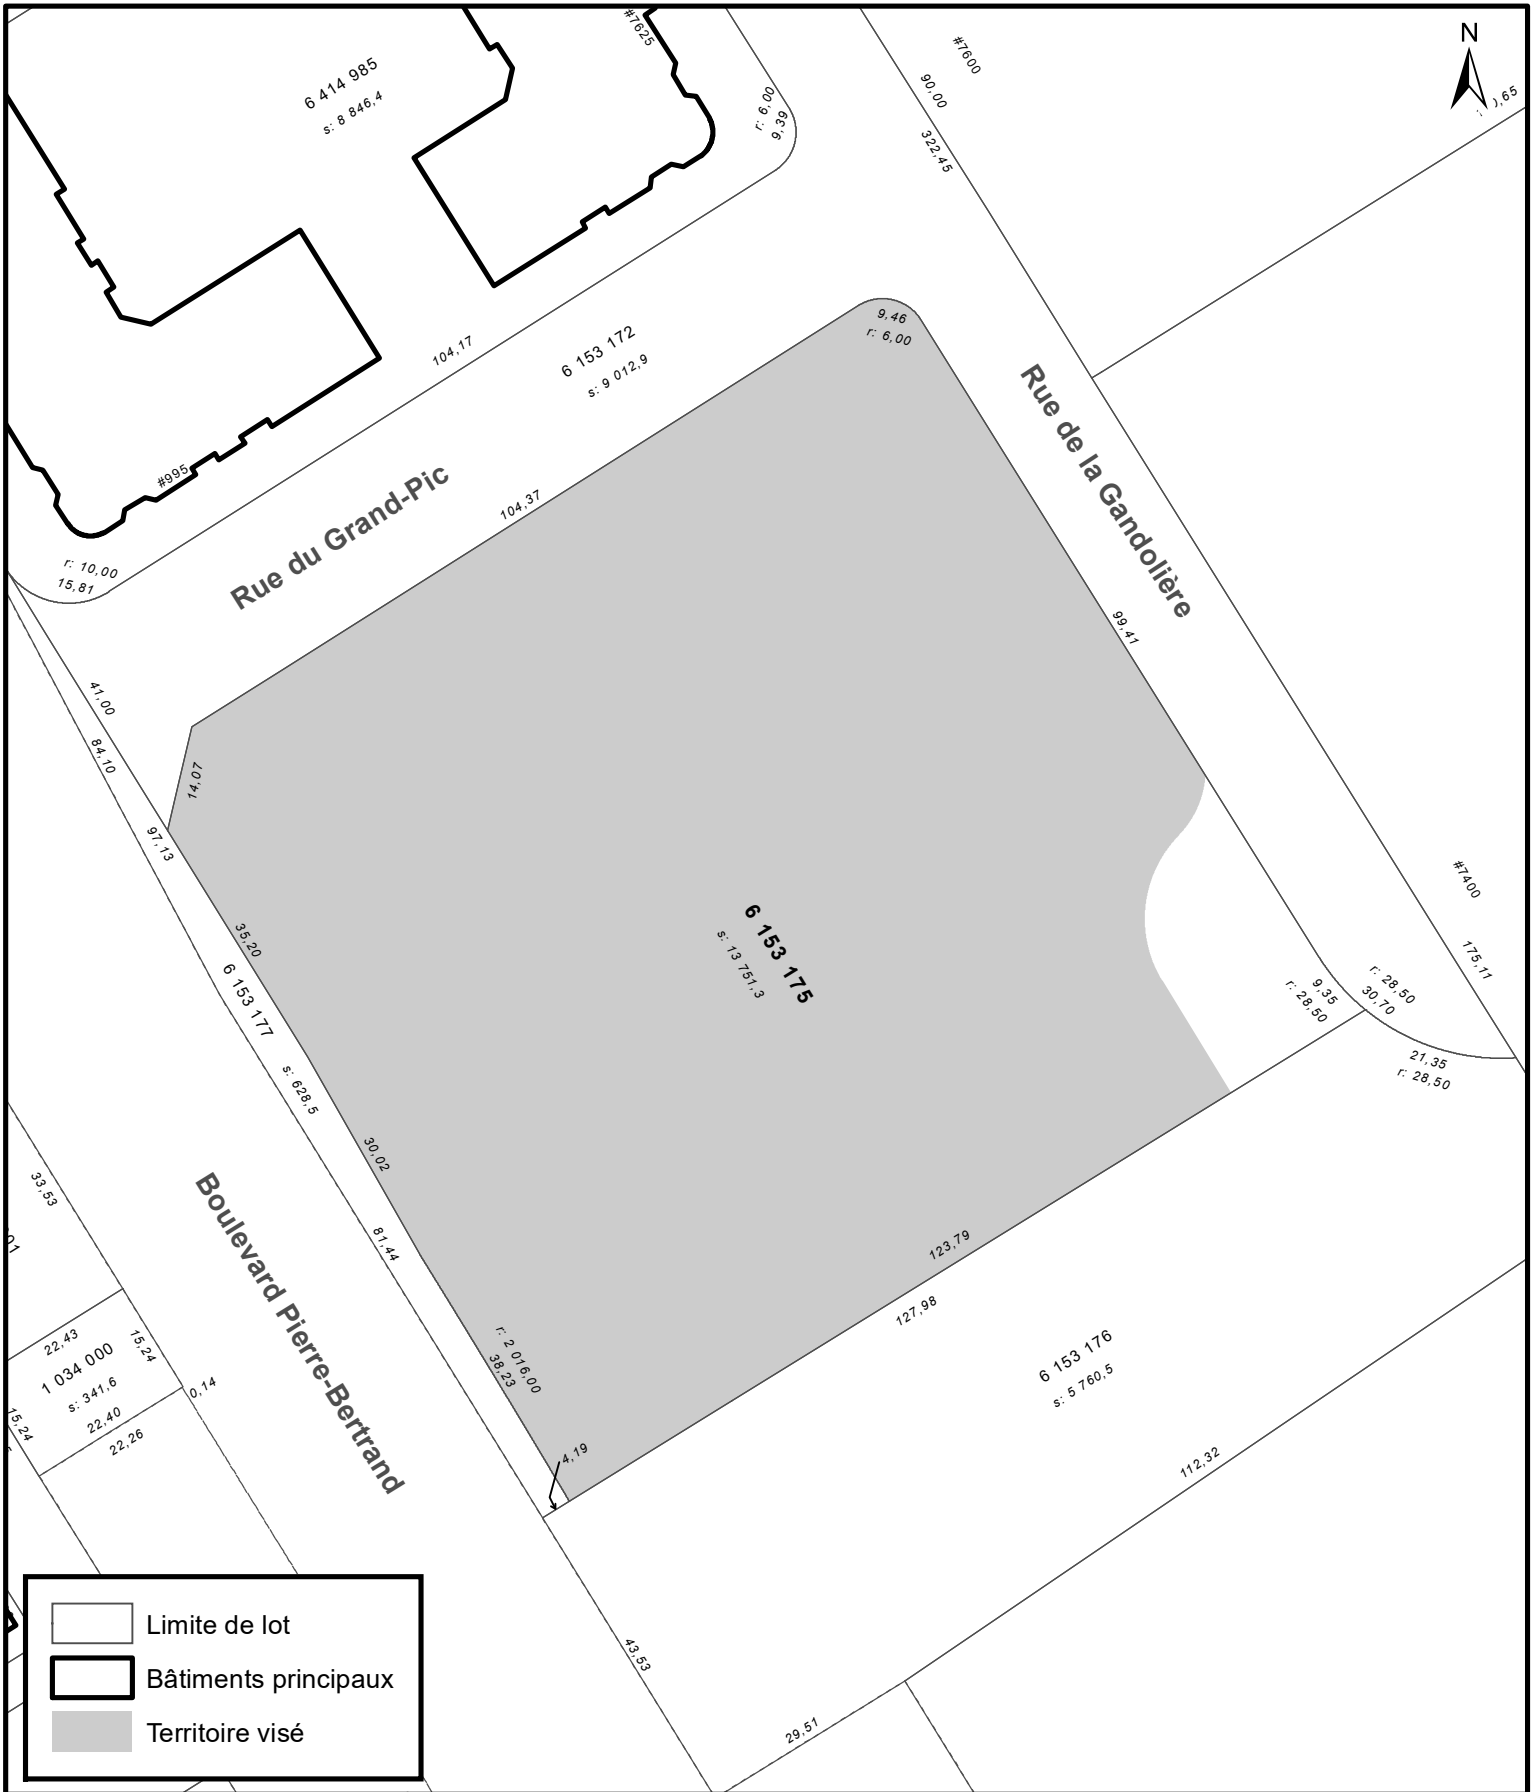 #7625
6 414 985
s: 8 846,4
r: 6,00
9,39
#7600
90,00
322,45
N
104,17
6 153 172
s: 9 012,9
9,46
r: 6,00
Rue de la Gandolière
#995
Rue du Grand-Pic
104,37
r: 10,00
15,81
99,41
41,00
84,10
14,07
97,13
35,20
6 153 175
s: 13 751,3
#7400
175,11
r: 28,50
30,70
9,35
r: 28,50
21,35
r: 28,50
6 153 177
s: 628,5
30,02
33,53
Boulevard Pierre-Bertrand
81,44
123,79
127,98
r: 2 016,00
38,23
22,43
1 034 000
s: 341,6
15,24
0,14
15,24
22,40
22,26
6 153 176
s: 5 760,5
4,19
112,32
43,53
29,51
Limite de lot
Bâtiments principaux
Territoire visé